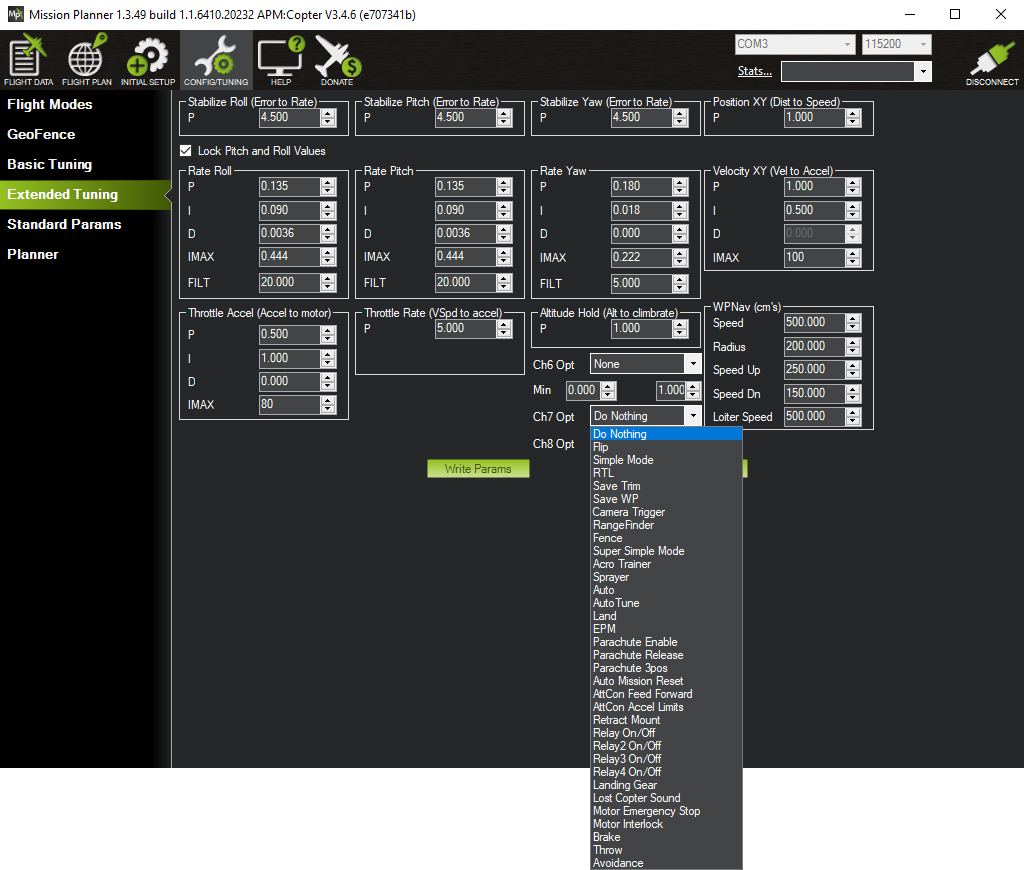 Mission Planner 1.3.49 build 1.1.6410.20232 APM:Copter V3.4.6 (e707341b)
COM3 115200
Stats...
FLIGHT DATA FLIGHT PLAN INITIAL SETUP CONFIG/TUNING HELP DONATE DISCONNECT
Flight Modes
GeoFence
Basic Tuning
Extended Tuning
Standard Params
Planner
Stabilize Roll (Error to Rate)
P 4.500
Stabilize Pitch (Error to Rate)
P 4.500
Stabilize Yaw (Error to Rate)
P 4.500
Position XY (Dist to Speed)
P 1.000
Lock Pitch and Roll Values
Rate Roll
P 0.135
I 0.090
D 0.0036
IMAX 0.444
FILT 20.000
Rate Pitch
P 0.135
I 0.090
D 0.0036
IMAX 0.444
FILT 20.000
Rate Yaw
P 0.180
I 0.018
D 0.000
IMAX 0.222
FILT 5.000
Velocity XY (Vel to Accel)
P 1.000
I 0.500
D 0.000
IMAX 100
Throttle Accel (Accel to motor)
P 0.500
I 1.000
D 0.000
IMAX 80
Throttle Rate (VSpd to accel)
P 5.000
Altitude Hold (Alt to climbrate)
P 1.000
WPNav (cm's)
Speed 500.000
Radius 200.000
Speed Up 250.000
Speed Dn 150.000
Loiter Speed 500.000
Ch6 Opt None
Min 0.000 1.000
Ch7 Opt Do Nothing
Ch8 Opt
Write Params
Do Nothing
Flip
Simple Mode
RTL
Save Trim
Save WP
Camera Trigger
RangeFinder
Fence
Super Simple Mode
Acro Trainer
Sprayer
Auto
AutoTune
Land
EPM
Parachute Enable
Parachute Release
Parachute 3pos
Auto Mission Reset
AttCon Feed Forward
AttCon Accel Limits
Retract Mount
Relay On/Off
Relay2 On/Off
Relay3 On/Off
Relay4 On/Off
Landing Gear
Lost Copter Sound
Motor Emergency Stop
Motor Interlock
Brake
Throw
Avoidance